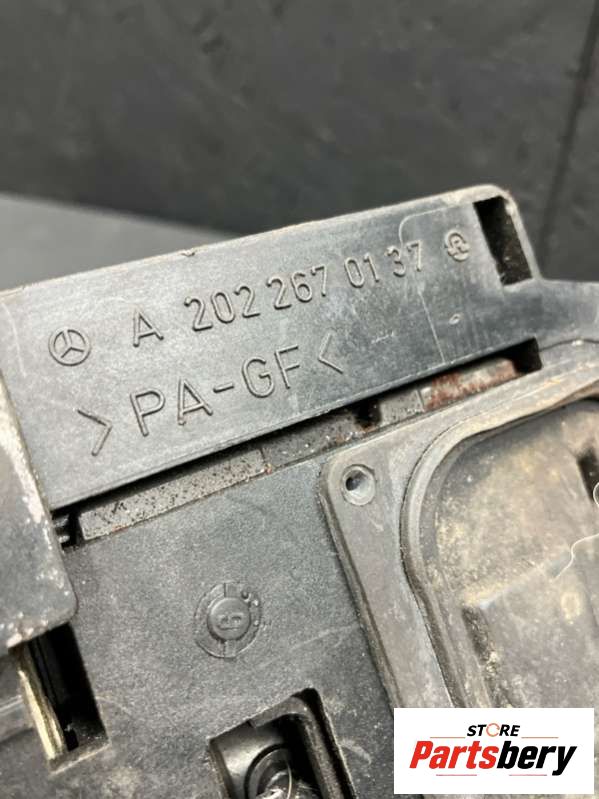 A 202 267 01 37
>PA-GF<
STORE
Partsbery